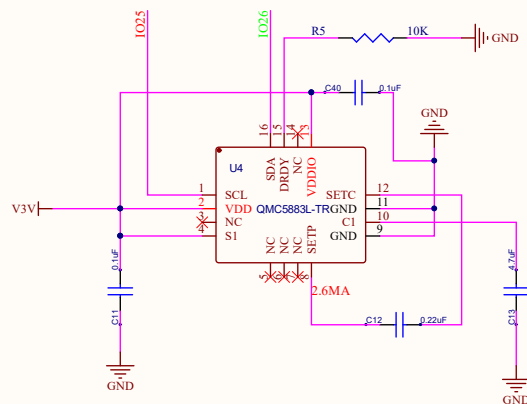 IO25
IO26
R5
10K
GND
C40
0.1uF
GND
16
15
14
13
SDA
DRDY
NC
VDDIO
U4
V3V
1
SCL
SETC
12
2
VDD
QMC5883L-TR
GND
11
3
NC
C1
10
4
S1
GND
9
NC
NC
NC
SETP
5
6
7
8
2.6MA
0.1uF
C11
GND
C12
0.22uF
4.7uF
C13
GND